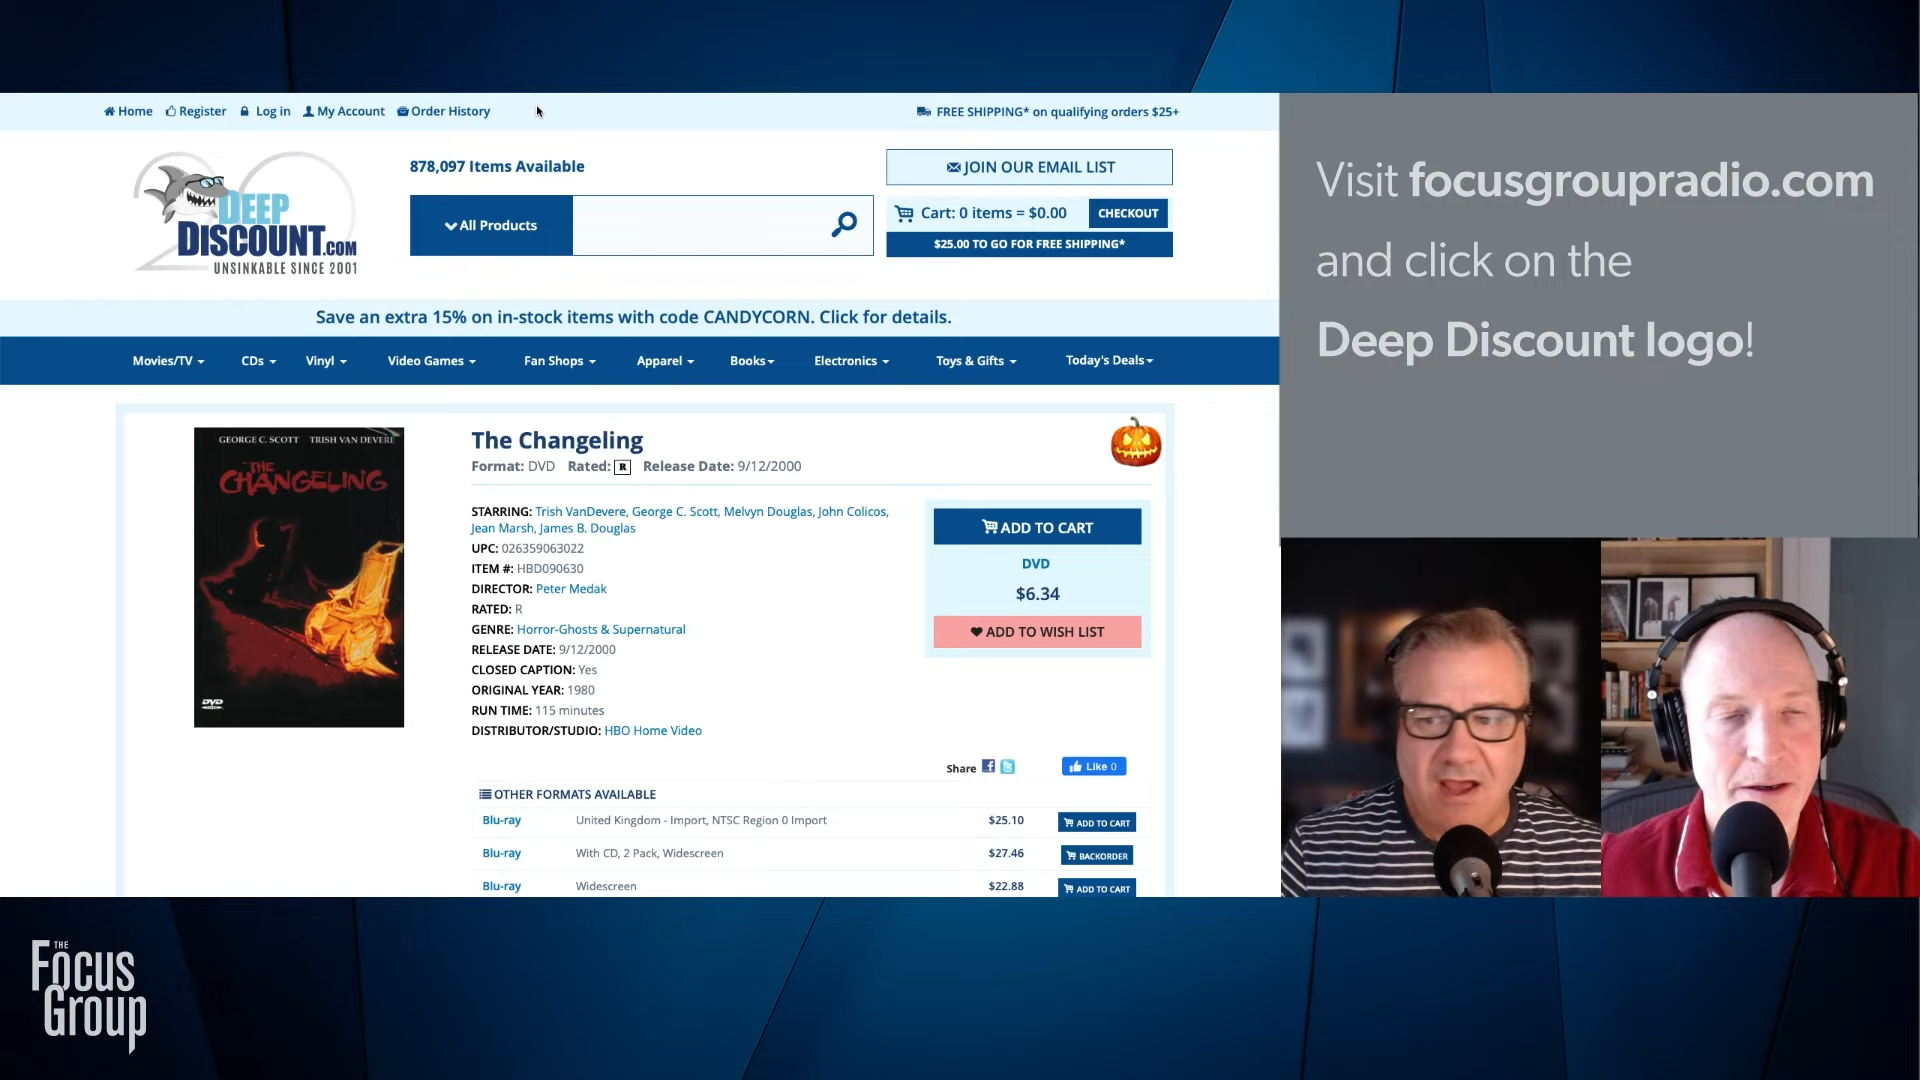 Home Register Log in My Account Order History
FREE SHIPPING* on qualifying orders $25+
DEEP
DISCOUNT.COM
UNSINKABLE SINCE 2001
878,097 Items Available
All Products
JOIN OUR EMAIL LIST
Cart: 0 items = $0.00 CHECKOUT
$25.00 TO GO FOR FREE SHIPPING*
Save an extra 15% on in-stock items with code CANDYCORN. Click for details.
Movies/TV CDs Vinyl Video Games Fan Shops Apparel Books Electronics Toys & Gifts Today's Deals
GEORGE C. SCOTT TRISH VAN DEVERE
THE
CHANGELING
DVD
The Changeling
Format: DVD Rated: R Release Date: 9/12/2000
STARRING: Trish VanDevere, George C. Scott, Melvyn Douglas, John Colicos,
Jean Marsh, James B. Douglas
UPC: 026359063022
ITEM #: HBD090630
DIRECTOR: Peter Medak
RATED: R
GENRE: Horror-Ghosts & Supernatural
RELEASE DATE: 9/12/2000
CLOSED CAPTION: Yes
ORIGINAL YEAR: 1980
RUN TIME: 115 minutes
DISTRIBUTOR/STUDIO: HBO Home Video
ADD TO CART
DVD
$6.34
ADD TO WISH LIST
Share Like 0
OTHER FORMATS AVAILABLE
Blu-ray United Kingdom - Import, NTSC Region 0 Import $25.10 ADD TO CART
Blu-ray With CD, 2 Pack, Widescreen $27.46 BACKORDER
Blu-ray Widescreen $22.88 ADD TO CART
Visit focusgroupradio.com
and click on the
Deep Discount logo!
THE
Focus
Group